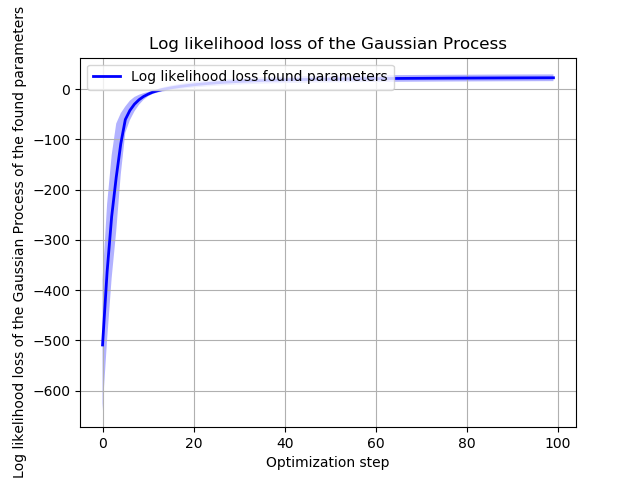 Log likelihood loss of the Gaussian Process
Log likelihood loss found parameters
Log likelihood loss of the Gaussian Process of the found parameters
0
−100
−200
−300
−400
−500
−600
0 20 40 60 80 100
Optimization step